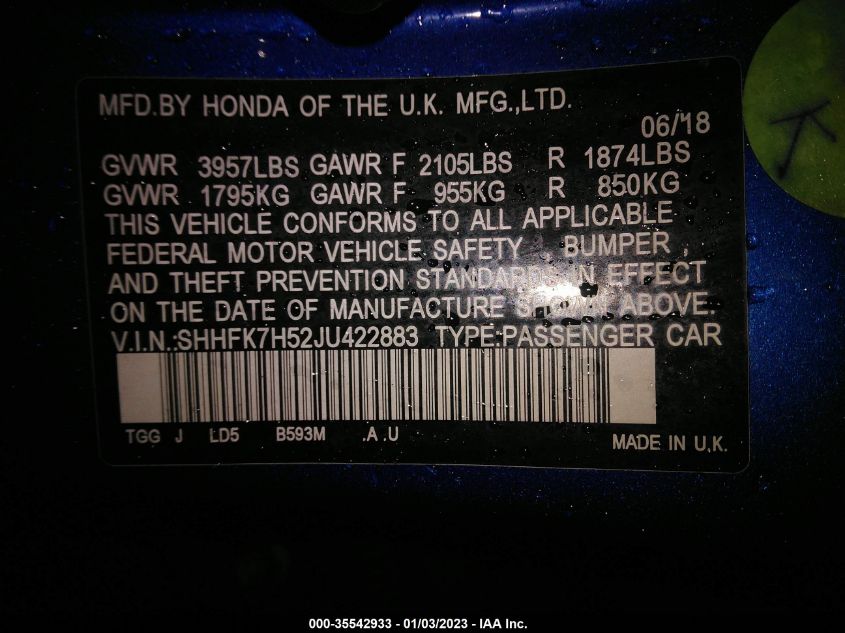 MFD.BY HONDA OF THE U.K. MFG.,LTD.
06/18
GVWR 3957LBS GAWR F 2105LBS R 1874LBS
GVWR 1795KG GAWR F 955KG R 850KG
THIS VEHICLE CONFORMS TO ALL APPLICABLE
FEDERAL MOTOR VEHICLE SAFETY BUMPER ,
AND THEFT PREVENTION STANDARDS IN EFFECT
ON THE DATE OF MANUFACTURE SHOWN ABOVE.
V.I.N.:SHHFK7H52JU422883 TYPE:PASSENGER CAR
TGG J LD5 B593M .A .U
MADE IN U.K.
000-35542933 - 01/03/2023 - IAA Inc.